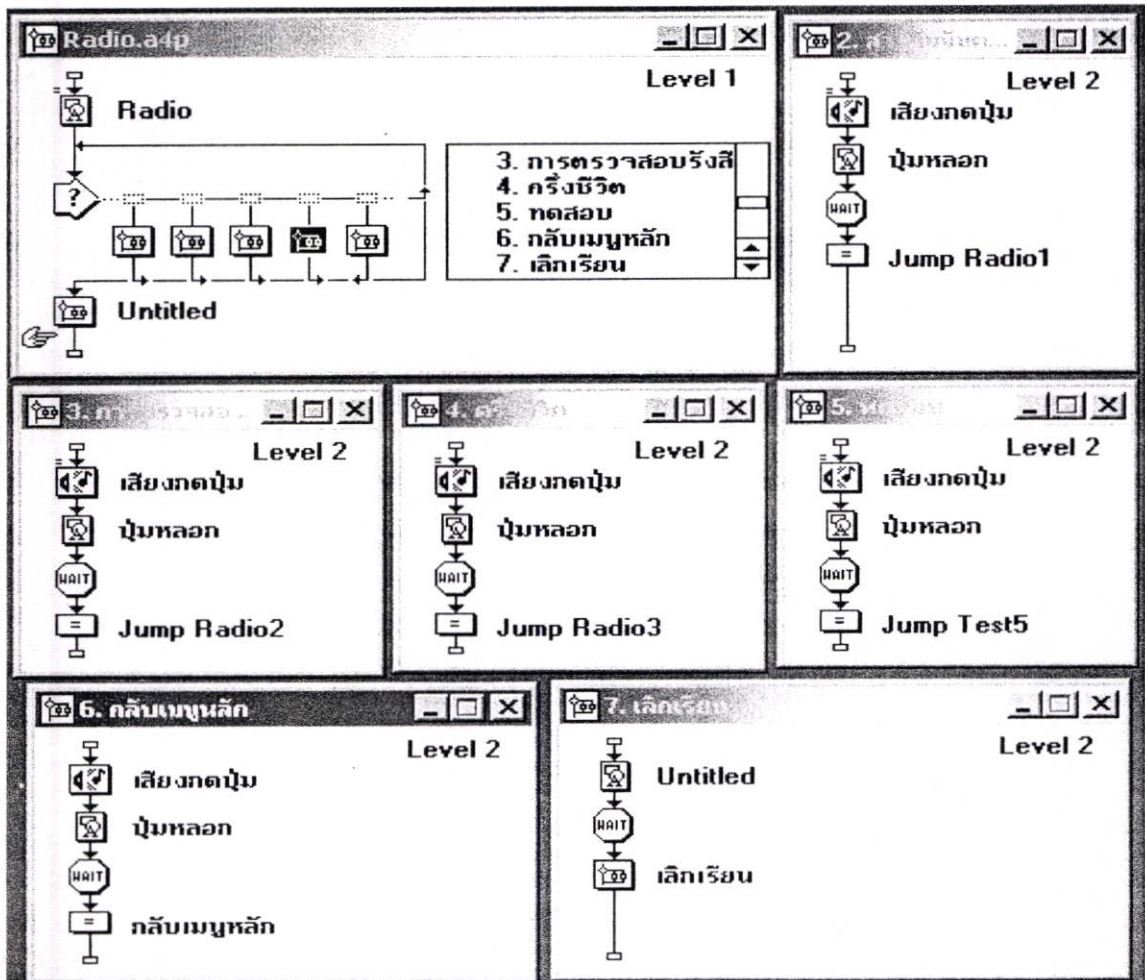 Radio.a4p
Level 1
Radio
?
3. การตรวจสอบรังสี
4. ครึ่งชีวิต
5. ทดสอบ
6. กลับเมนูหลัก
7. เลิกเรียน
Untitled
2.
Level 2
เสียงกดปุ่ม
ปุ่มหลอก
WAIT
=
Jump Radio1
3.
Level 2
เสียงกดปุ่ม
ปุ่มหลอก
WAIT
=
Jump Radio2
4.
Level 2
เสียงกดปุ่ม
ปุ่มหลอก
WAIT
=
Jump Radio3
5.
Level 2
เสียงกดปุ่ม
ปุ่มหลอก
WAIT
=
Jump Test5
6. กลับเมนูหลัก
Level 2
เสียงกดปุ่ม
ปุ่มหลอก
WAIT
=
กลับเมนูหลัก
7. เลิกเรียน
Level 2
Untitled
WAIT
เลิกเรียน